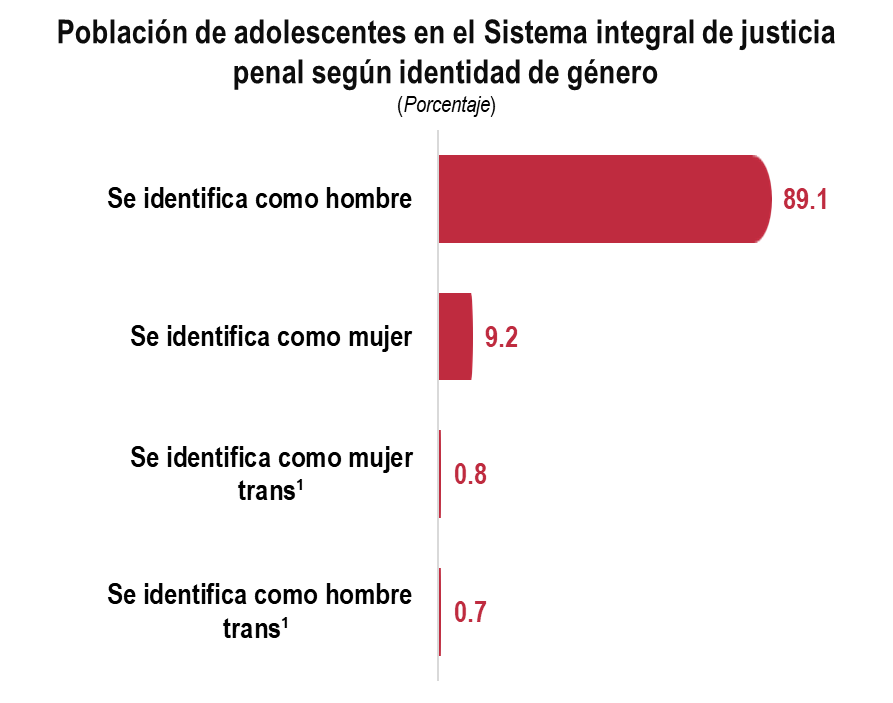 Población de adolescentes en el Sistema integral de justicia
penal según identidad de género
(Porcentaje)
Se identifica como hombre
89.1
Se identifica como mujer
9.2
Se identifica como mujer
trans¹
0.8
Se identifica como hombre
trans¹
0.7